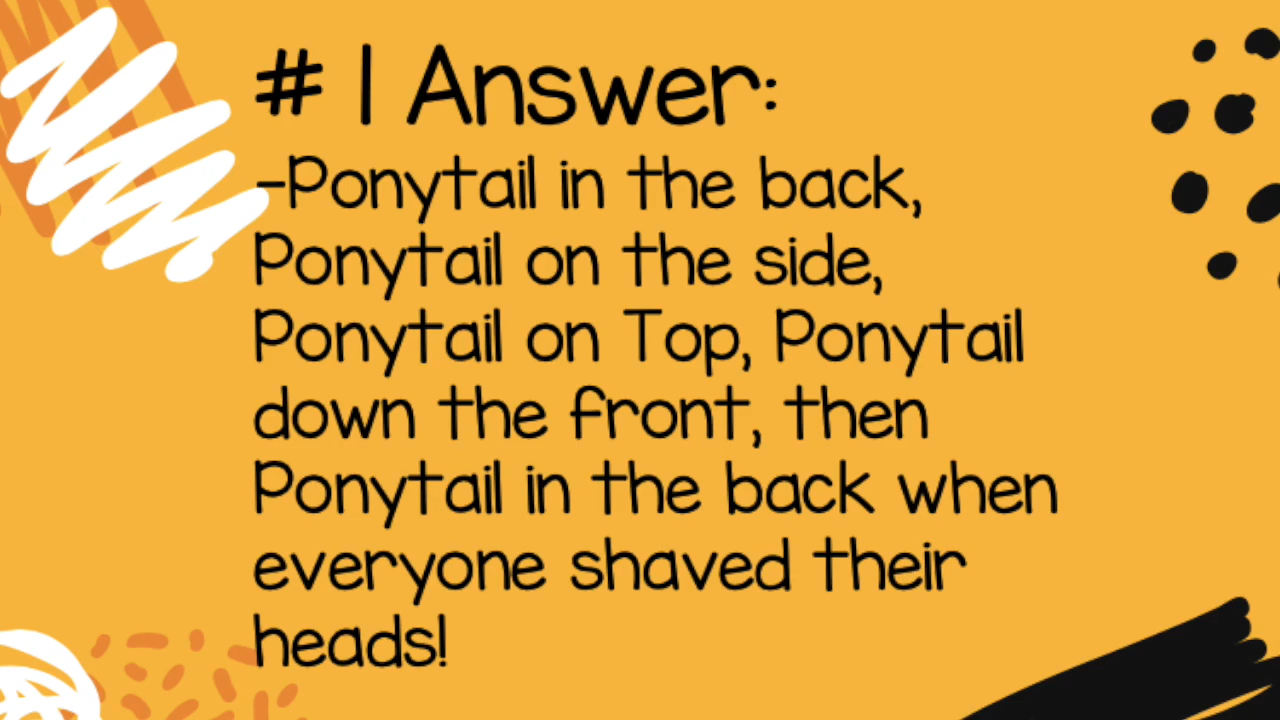 # 1 Answer:
-Ponytail in the back,
Ponytail on the side,
Ponytail on Top, Ponytail
down the front, then
Ponytail in the back when
everyone shaved their
heads!